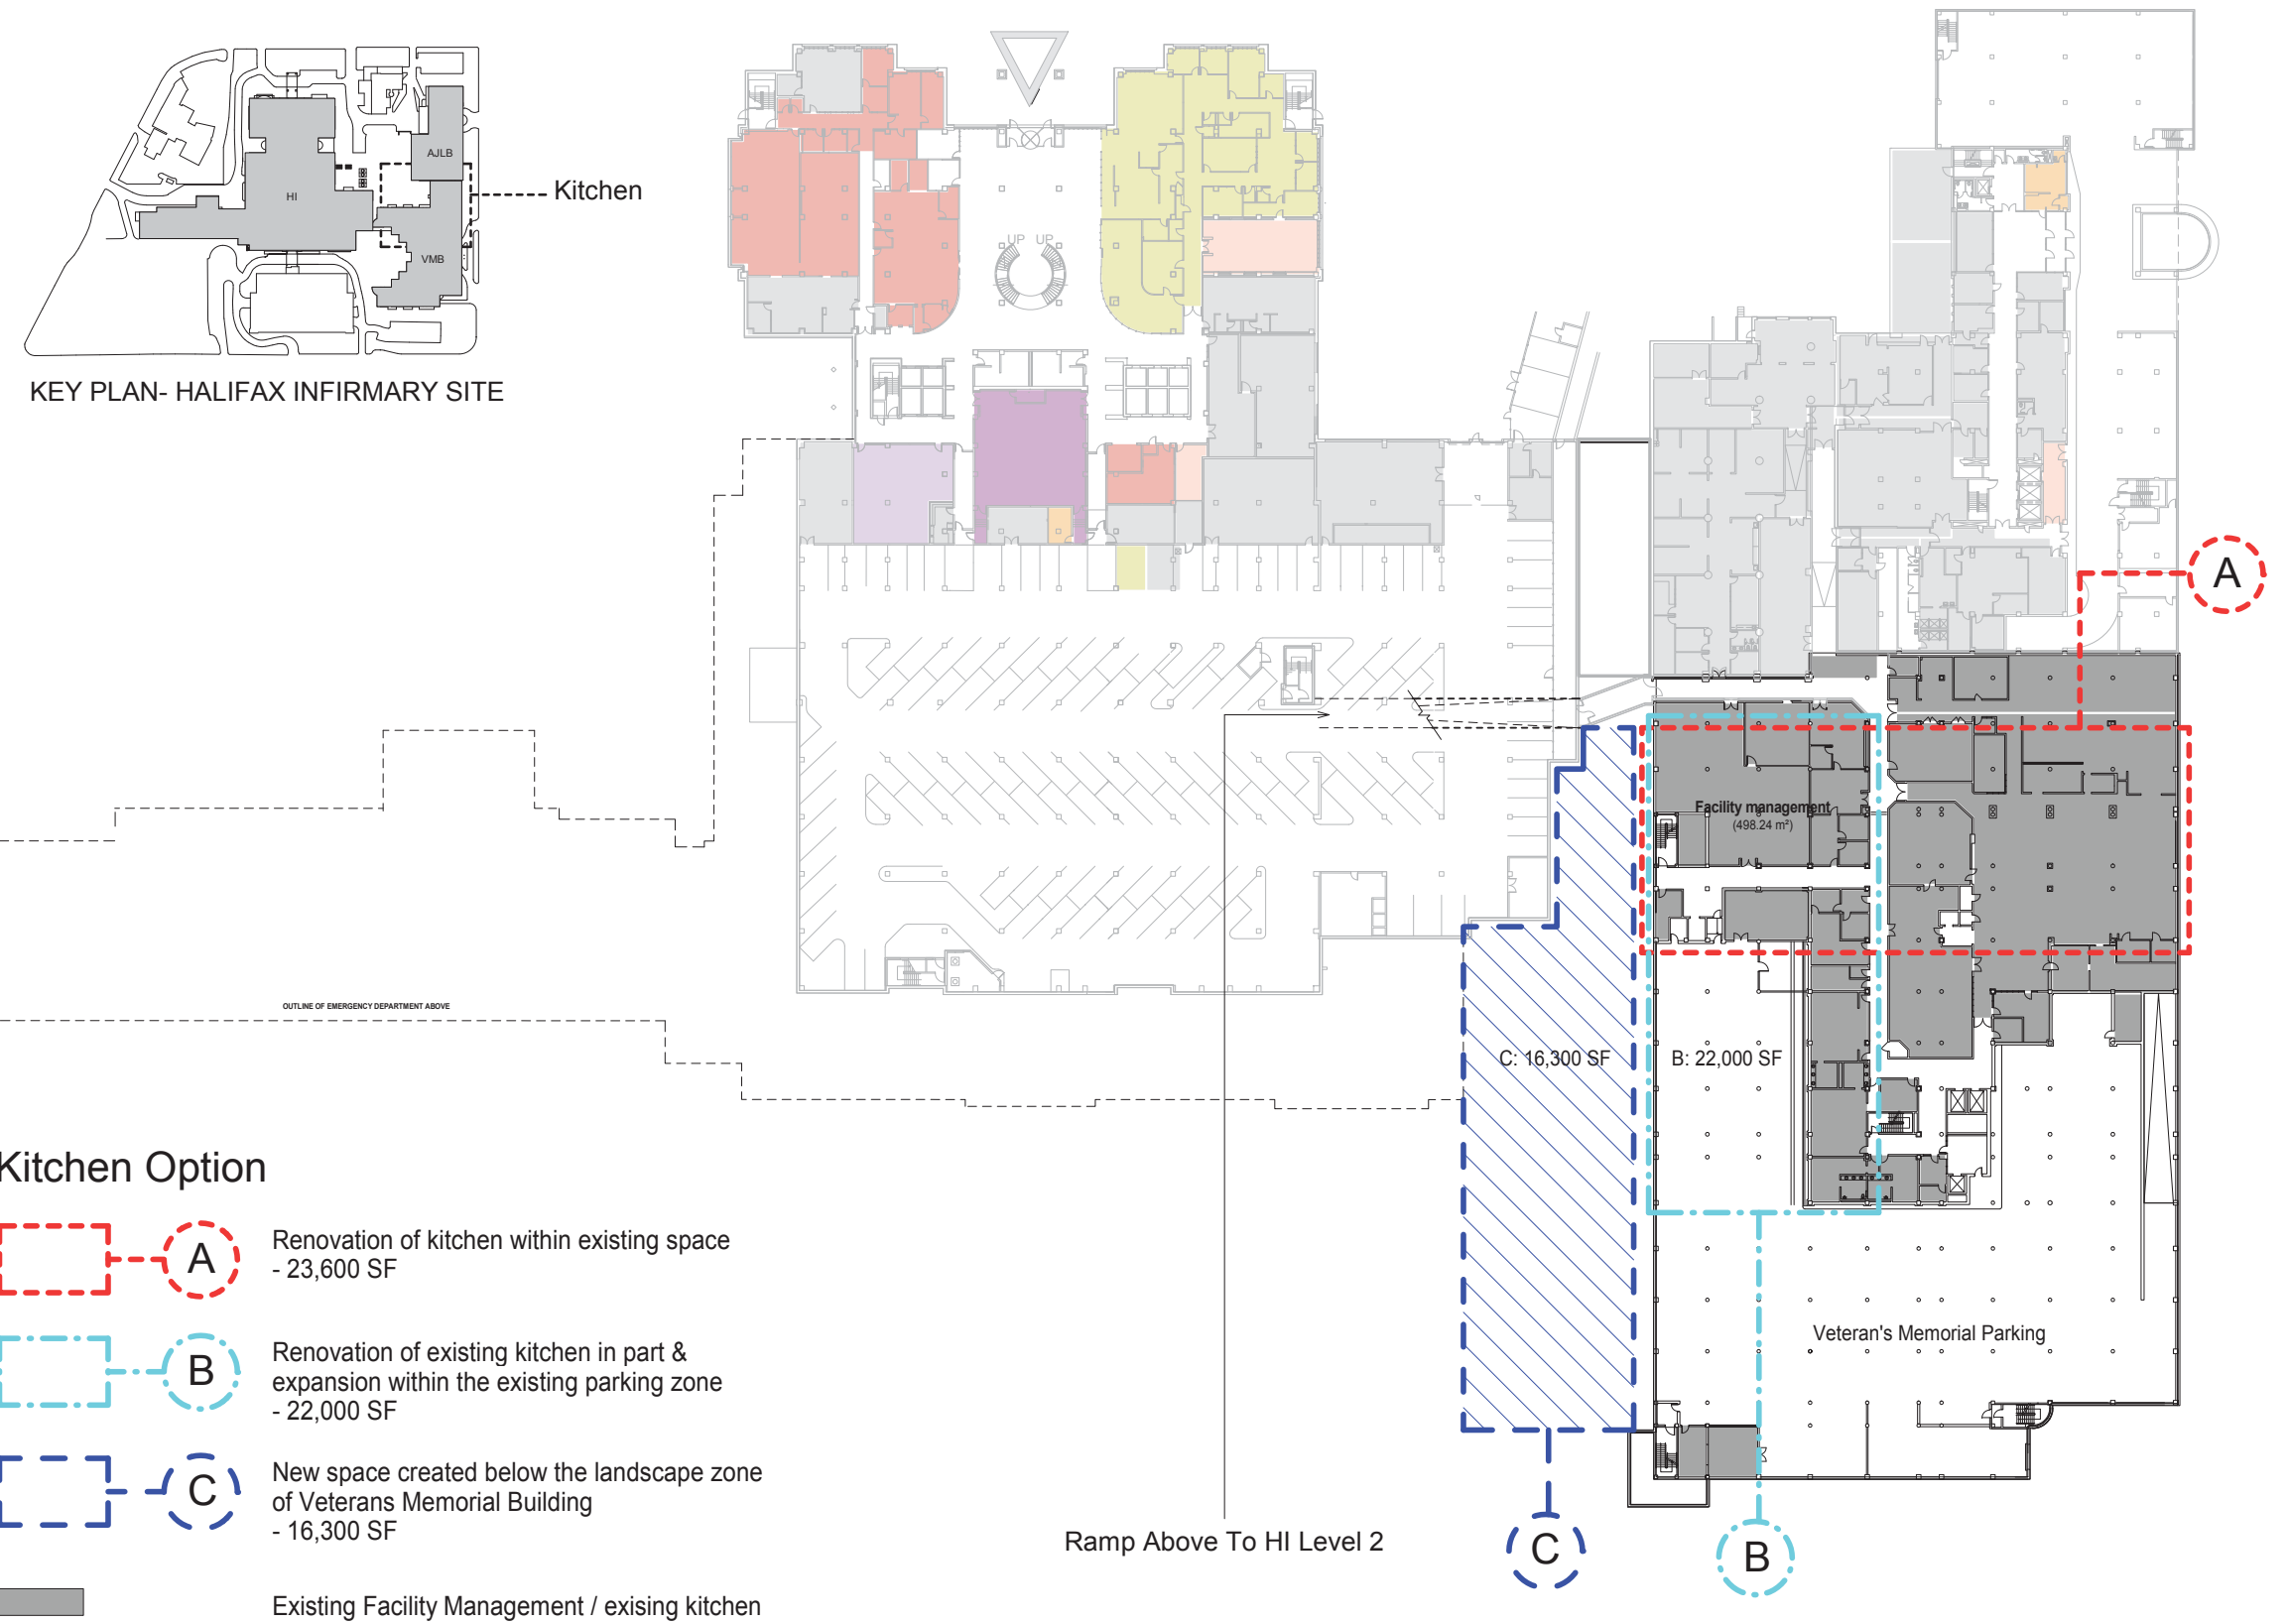 HI
AJLB
VMB
Kitchen
KEY PLAN- HALIFAX INFIRMARY SITE
UP UP
A
Facility management
(498.24 m²)
OUTLINE OF EMERGENCY DEPARTMENT ABOVE
C: 16,300 SF
B: 22,000 SF
Veteran's Memorial Parking
Ramp Above To HI Level 2
C
B
Kitchen Option
A
Renovation of kitchen within existing space
- 23,600 SF
B
Renovation of existing kitchen in part &
expansion within the existing parking zone
- 22,000 SF
C
New space created below the landscape zone
of Veterans Memorial Building
- 16,300 SF
Existing Facility Management / exising kitchen